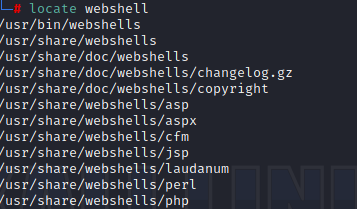 └─# locate webshell
/usr/bin/webshells
/usr/share/webshells
/usr/share/doc/webshells
/usr/share/doc/webshells/changelog.gz
/usr/share/doc/webshells/copyright
/usr/share/webshells/asp
/usr/share/webshells/aspx
/usr/share/webshells/cfm
/usr/share/webshells/jsp
/usr/share/webshells/laudanum
/usr/share/webshells/perl
/usr/share/webshells/php